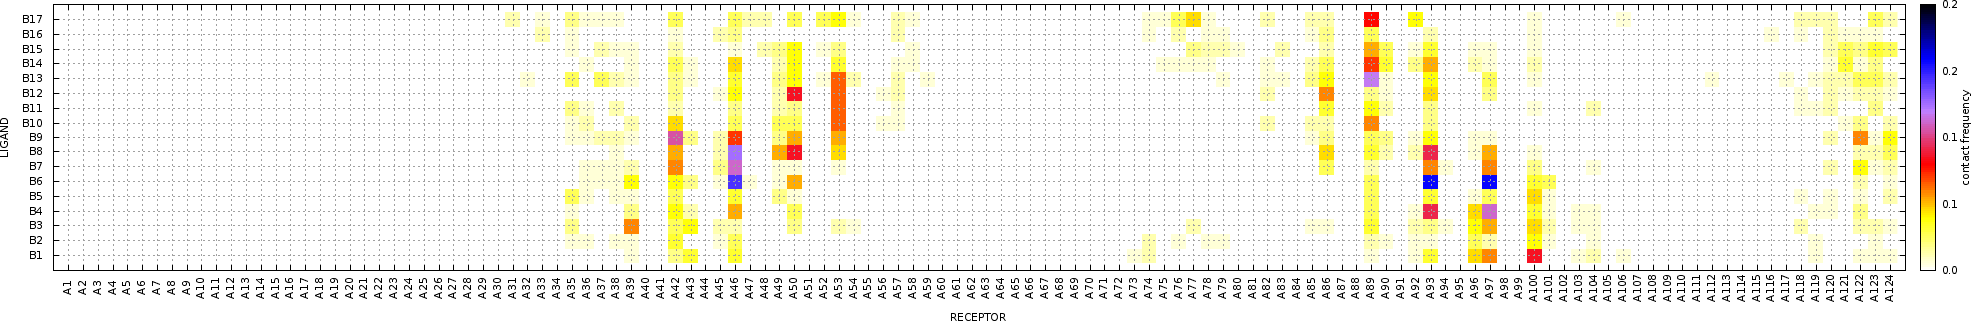 B17
B16
B15
B14
B13
B12
B11
B10
B9
B8
B7
B6
B5
B4
B3
B2
B1
LIGAND
A1 A2 A3 A4 A5 A6 A7 A8 A9 A10 A11 A12 A13 A14 A15 A16 A17 A18 A19 A20 A21 A22 A23 A24 A25 A26 A27 A28 A29 A30 A31 A32 A33 A34 A35 A36 A37 A38 A39 A40 A41 A42 A43 A44 A45 A46 A47 A48 A49 A50 A51 A52 A53 A54 A55 A56 A57 A58 A59 A60 A61 A62 A63 A64 A65 A66 A67 A68 A69 A70 A71 A72 A73 A74 A75 A76 A77 A78 A79 A80 A81 A82 A83 A84 A85 A86 A87 A88 A89 A90 A91 A92 A93 A94 A95 A96 A97 A98 A99 A100 A101 A102 A103 A104 A105 A106 A107 A108 A109 A110 A111 A112 A113 A114 A115 A116 A117 A118 A119 A120 A121 A122 A123 A124
RECEPTOR
0.2
0.2
0.1
0.1
0.0
contact frequency